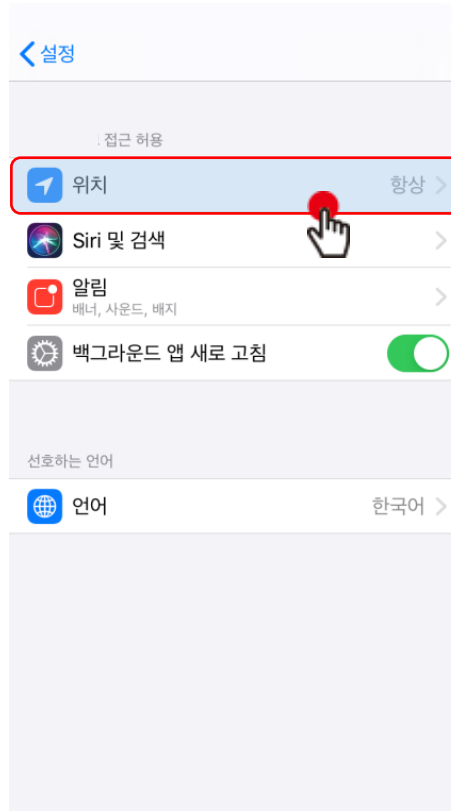 설정
접근 허용
위치 항상
Siri 및 검색
알림
배너, 사운드, 배지
백그라운드 앱 새로 고침
선호하는 언어
언어 한국어